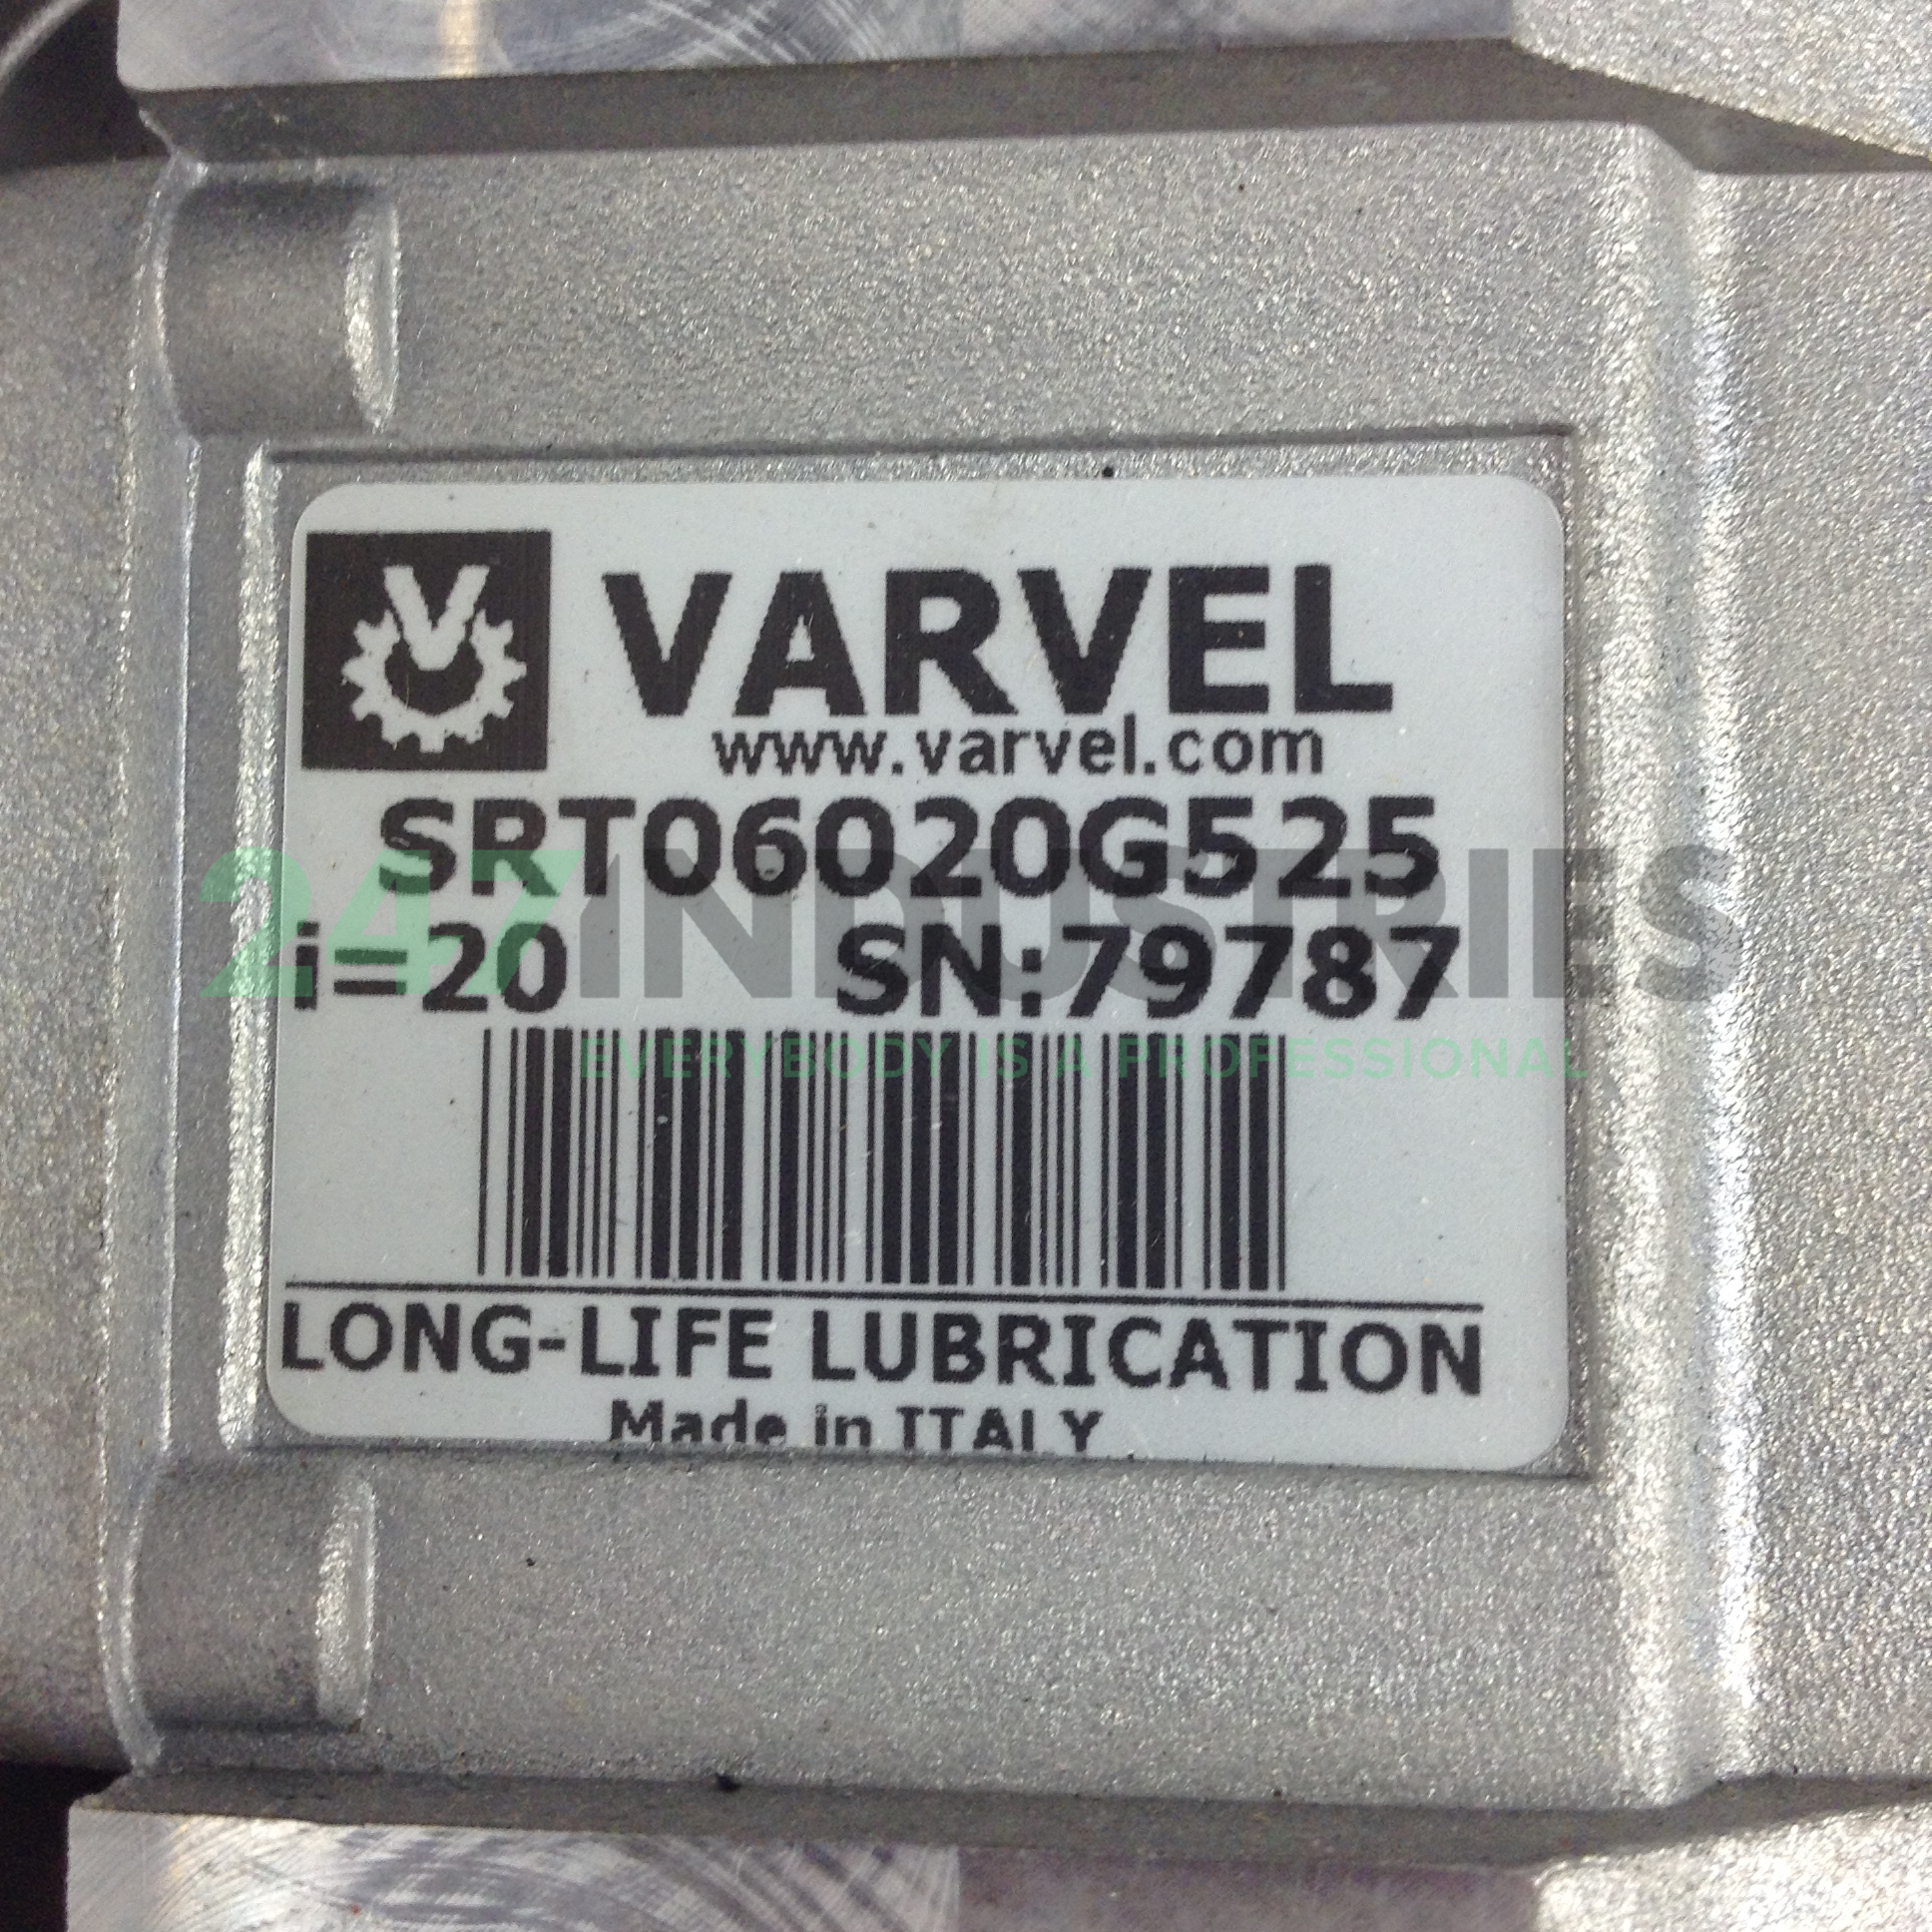 V VARVEL
www.varvel.com
SRT06020G525
i=20 SN:79787
247INDUSTRIES
EVERYBODY IS A PROFESSIONAL
LONG-LIFE LUBRICATION
Made in ITALY